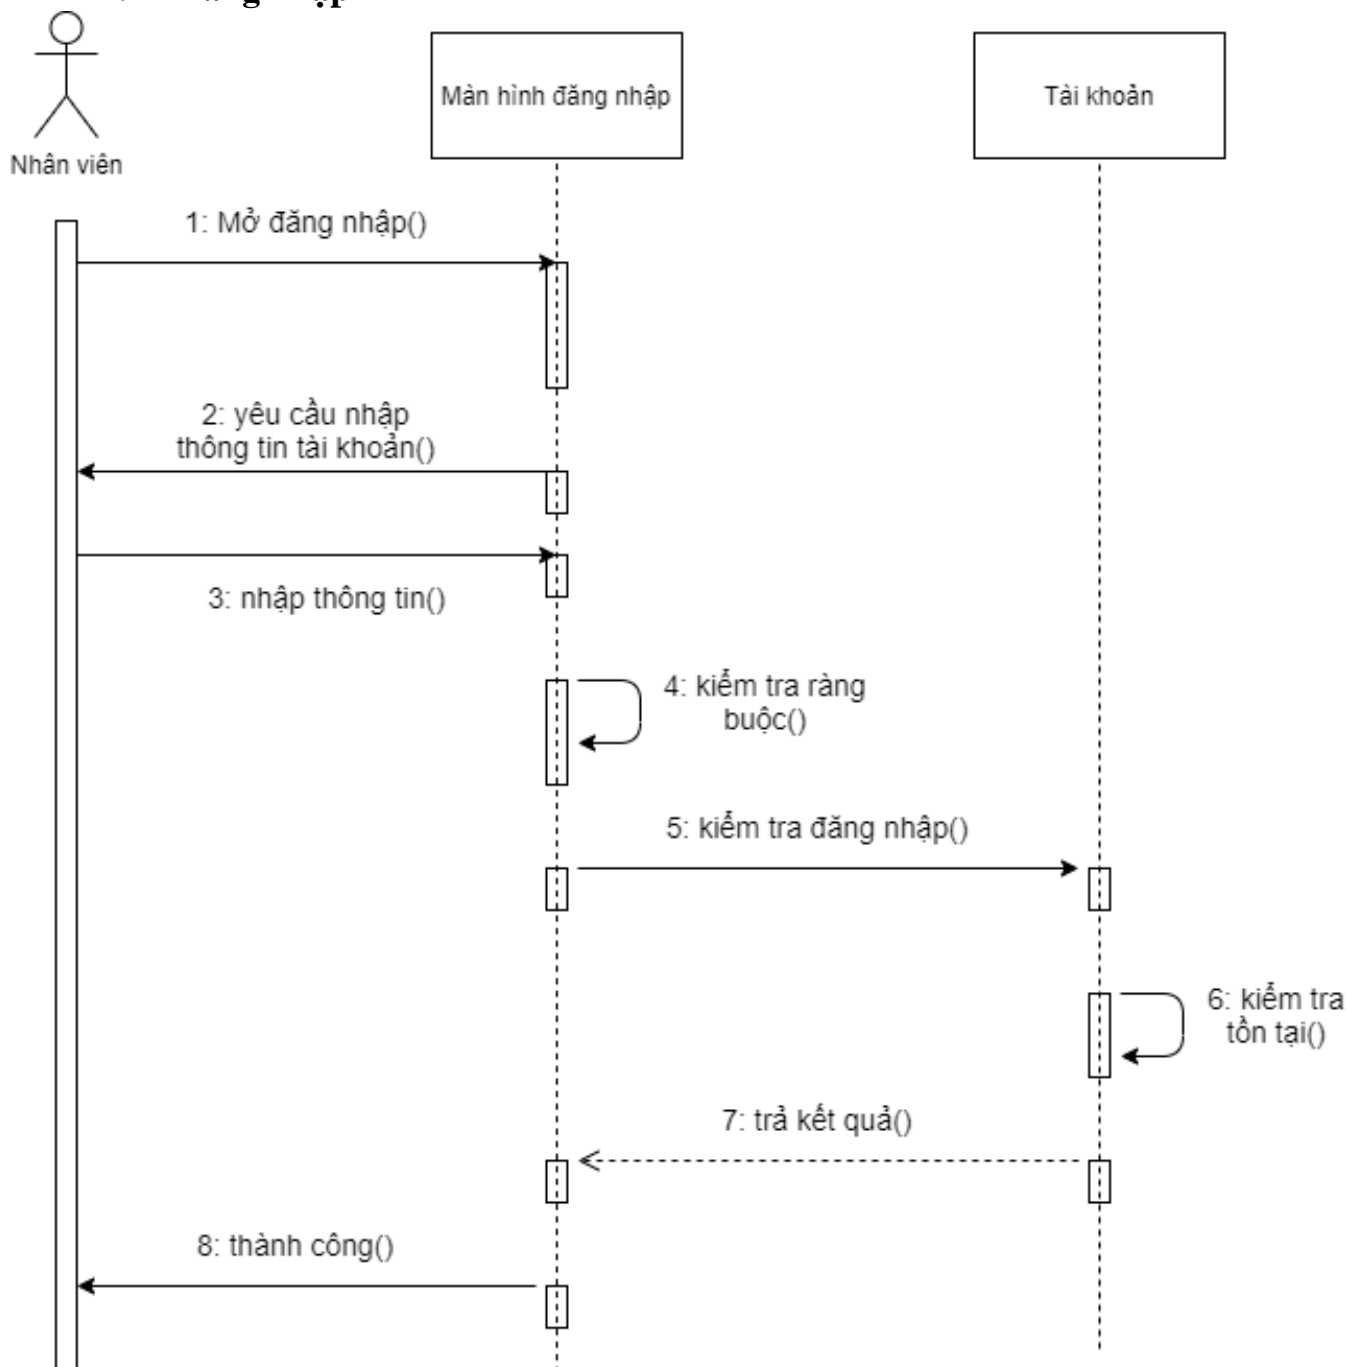 Màn hình đăng nhập
Tài khoản
Nhân viên
1: Mở đăng nhập()
2: yêu cầu nhập
thông tin tài khoản()
3: nhập thông tin()
4: kiểm tra ràng
buộc()
5: kiểm tra đăng nhập()
6: kiểm tra
tồn tại()
7: trả kết quả()
8: thành công()